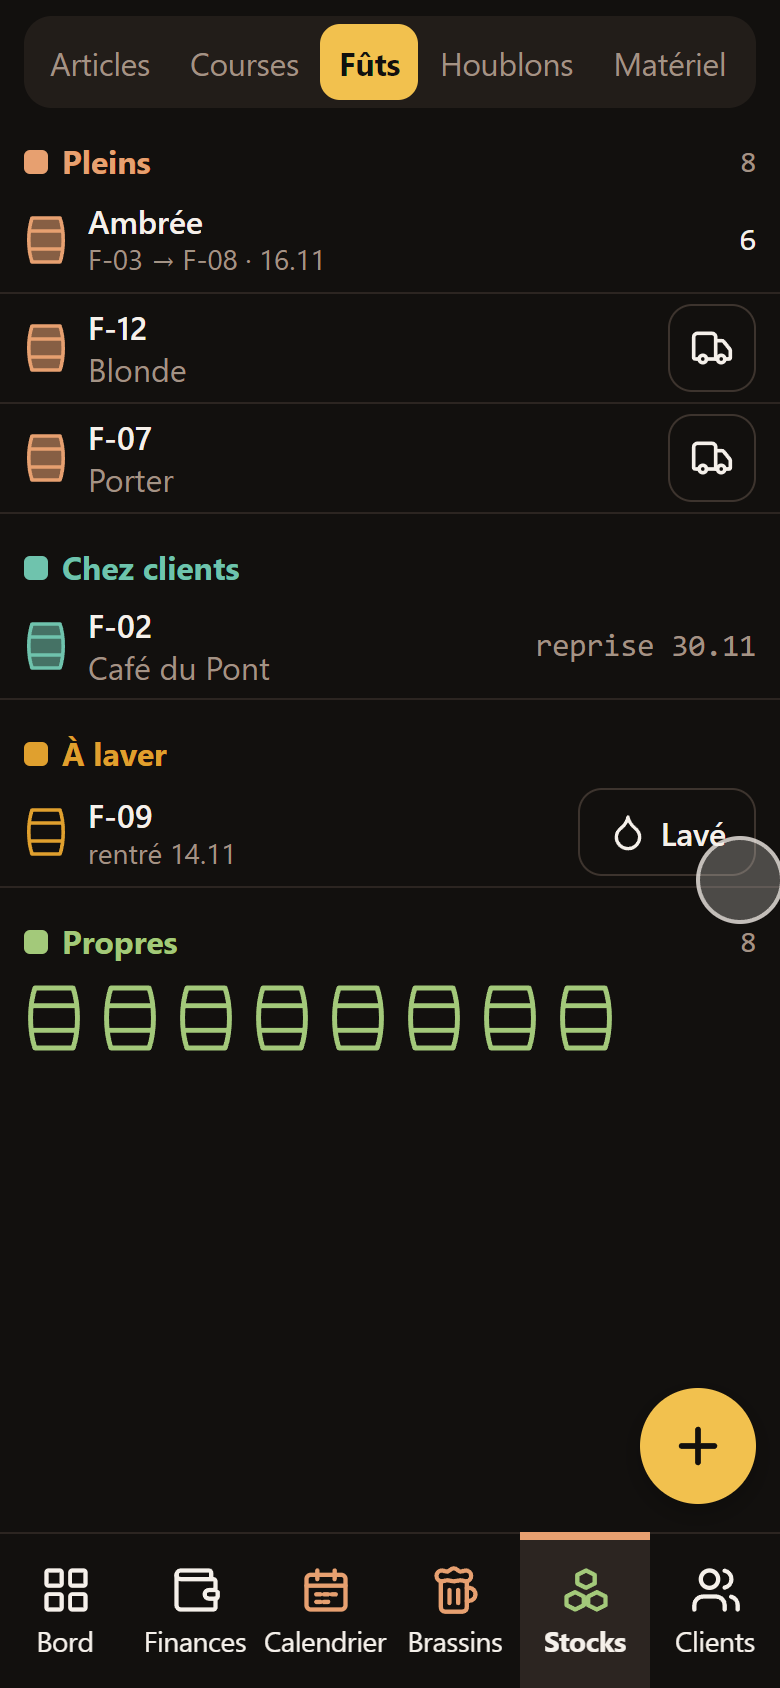 Articles Courses Fûts Houblons Matériel
Pleins 8
Ambrée
F-03 → F-08 · 16.11 6
F-12
Blonde
F-07
Porter
Chez clients
F-02
Café du Pont reprise 30.11
À laver
F-09 Lavé
rentré 14.11
Propres 8
Bord Finances Calendrier Brassins Stocks Clients